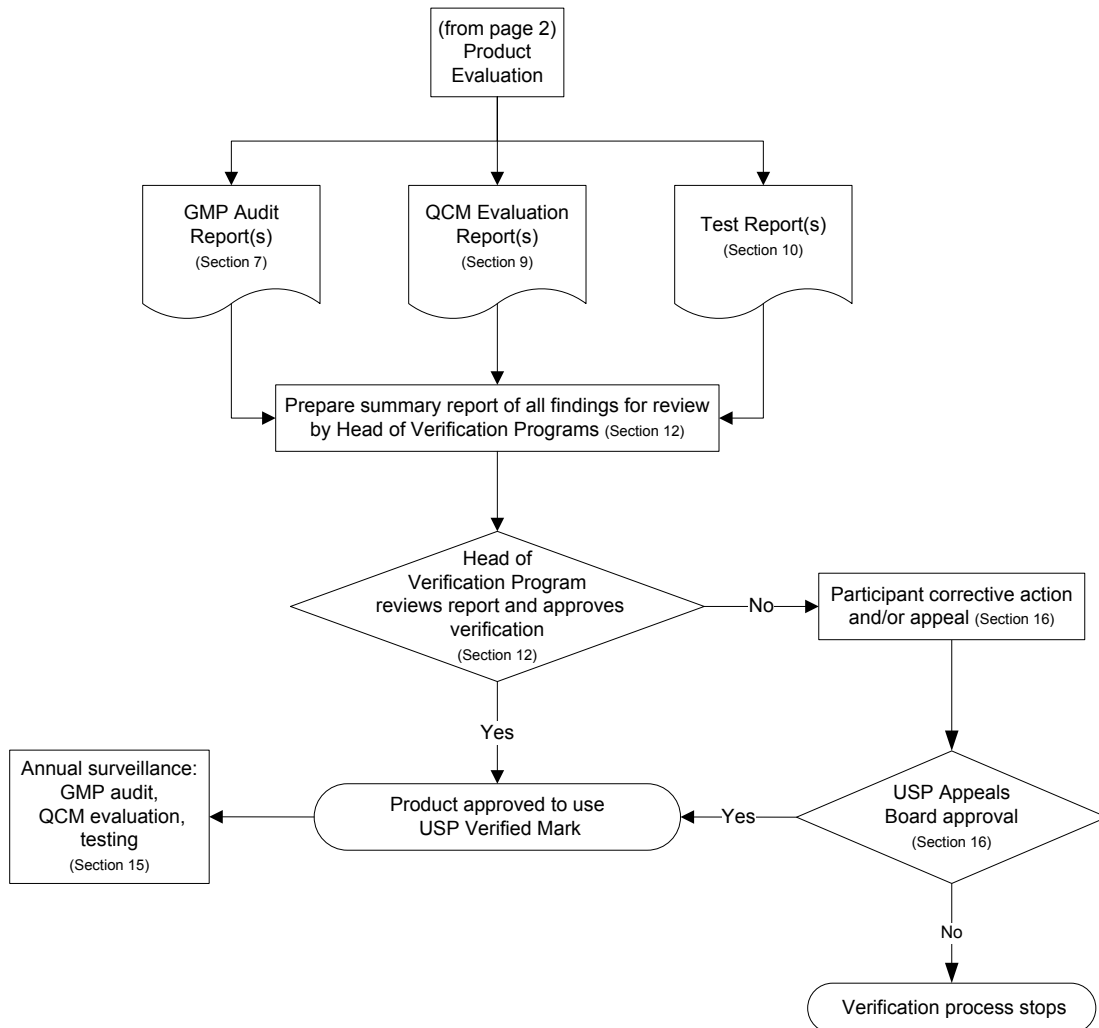 (from page 2)
Product
Evaluation
GMP Audit
Report(s)
(Section 7)
QCM Evaluation
Report(s)
(Section 9)
Test Report(s)
(Section 10)
Prepare summary report of all findings for review
by Head of Verification Programs (Section 12)
Head of
Verification Program
reviews report and approves
verification
(Section 12)
No
Participant corrective action
and/or appeal (Section 16)
Yes
Annual surveillance:
GMP audit,
QCM evaluation,
testing
(Section 15)
Product approved to use
USP Verified Mark
Yes
USP Appeals
Board approval
(Section 16)
No
Verification process stops